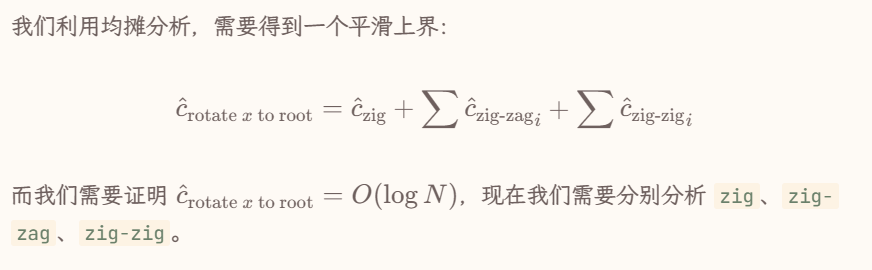 我们利用均摊分析，需要得到一个平滑上界：
ĉ_{rotate x to root} = ĉ_{zig} + ∑ ĉ_{zig-zag_i} + ∑ ĉ_{zig-zig_i}
而我们需要证明 ĉ_{rotate x to root} = O(log N)，现在我们需要分别分析 zig、zig-
zag、zig-zig。